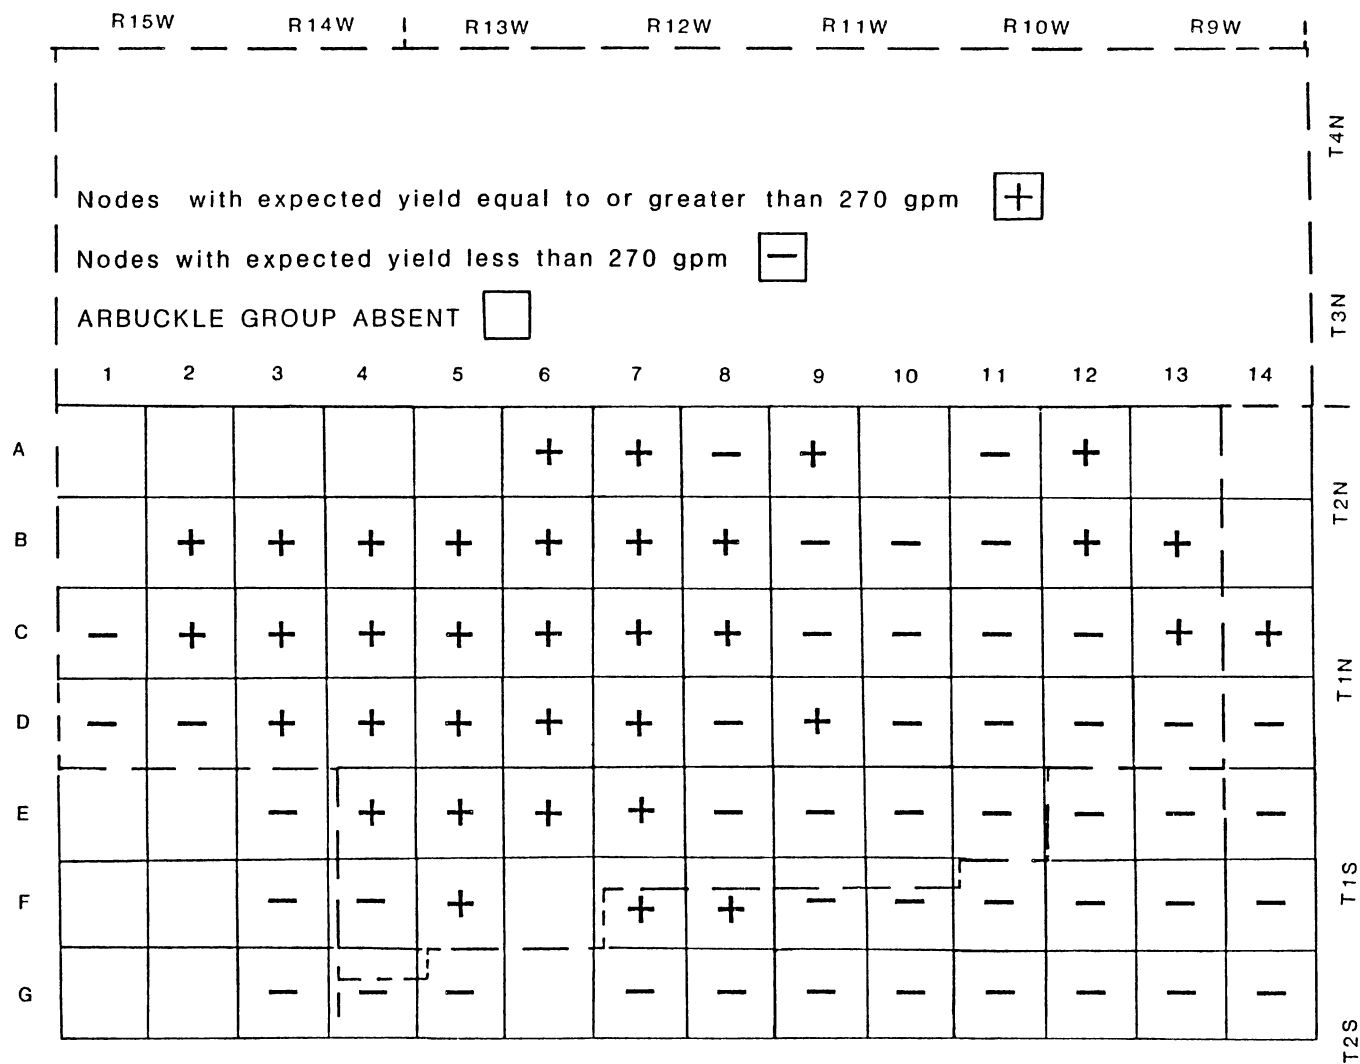 R15W R14W R13W R12W R11W R10W R9W
T4N
Nodes with expected yield equal to or greater than 270 gpm +
Nodes with expected yield less than 270 gpm −
ARBUCKLE GROUP ABSENT
T3N
1 2 3 4 5 6 7 8 9 10 11 12 13 14
A + + − + − +
T2N
B + + + + + + + − − − + +
C − + + + + + + + − − − − + +
T1N
D − − + + + + + − + − − − − −
E − + + + + − − − − − − −
T1S
F − − + + + − − − − − −
G − − − − − − − − − − −
T2S